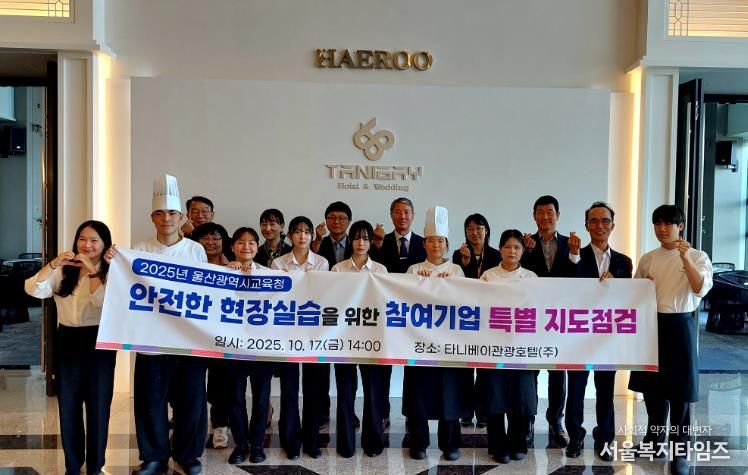 HAEROO
TANIBAY
Hotel & Wedding
2025년 울산광역시교육청
안전한 현장실습을 위한 참여기업 특별 지도점검
일시: 2025. 10. 17.(금) 14:00 장소: 타니베이관광호텔(주)
사회적 약자의 대변자
서울복지타임즈